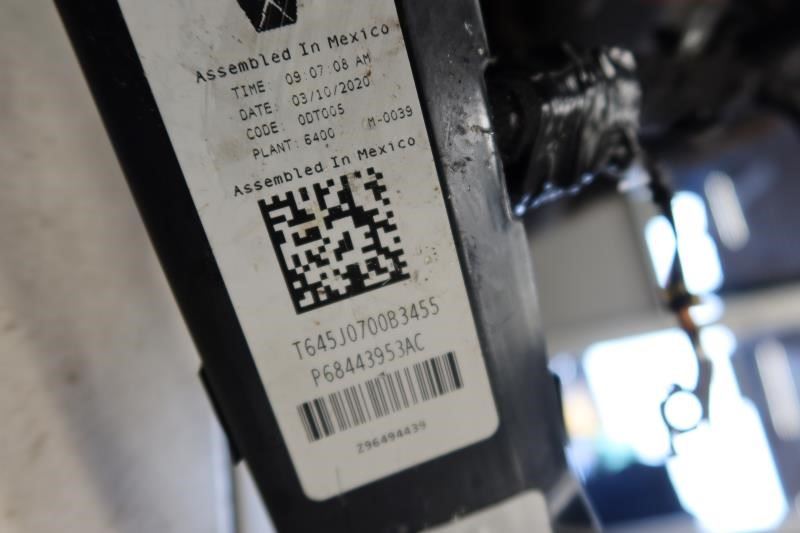 Assembled In Mexico
TIME: 09:07:08 AM
DATE: 03/10/2020
CODE: 0DT005
PLANT: 6400 M-0039
Assembled In Mexico
T645J0700B3455
P68443953AC
Z96494439